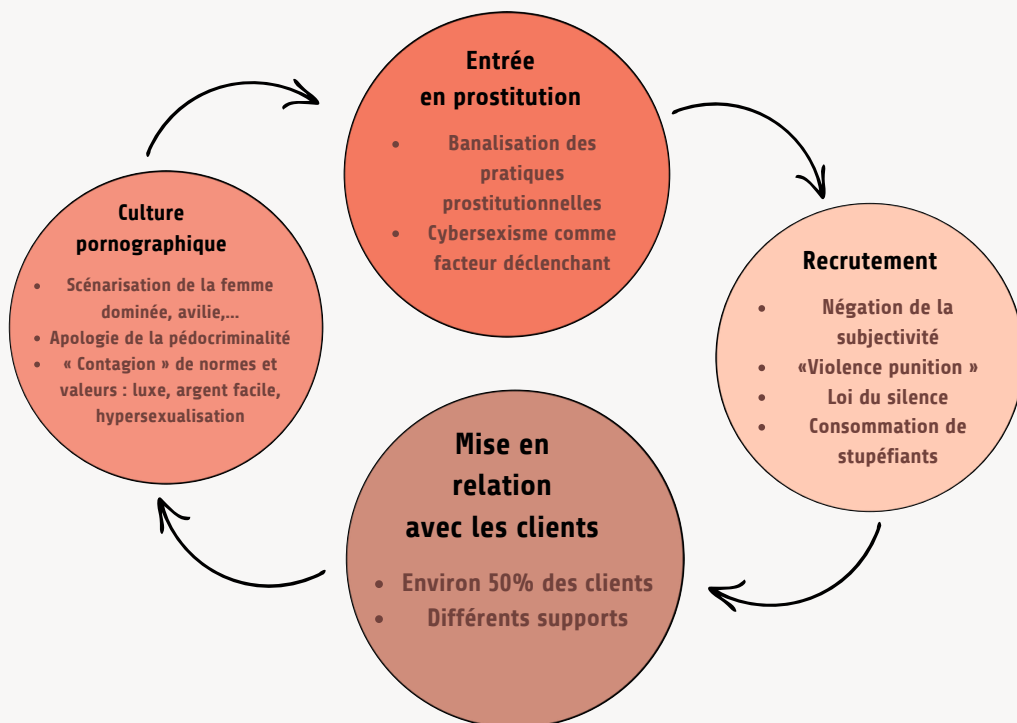 Entrée
en prostitution
• Banalisation des
pratiques
prostitutionnelles
• Cybersexisme comme
facteur déclenchant
Culture
pornographique
• Scénarisation de la femme
dominée, avilie,...
• Apologie de la pédocriminalité
• « Contagion » de normes et
valeurs : luxe, argent facile,
hypersexualisation
Recrutement
• Négation de la
subjectivité
• «Violence punition »
• Loi du silence
• Consommation de
stupéfiants
Mise en
relation
avec les clients
• Environ 50% des clients
• Différents supports